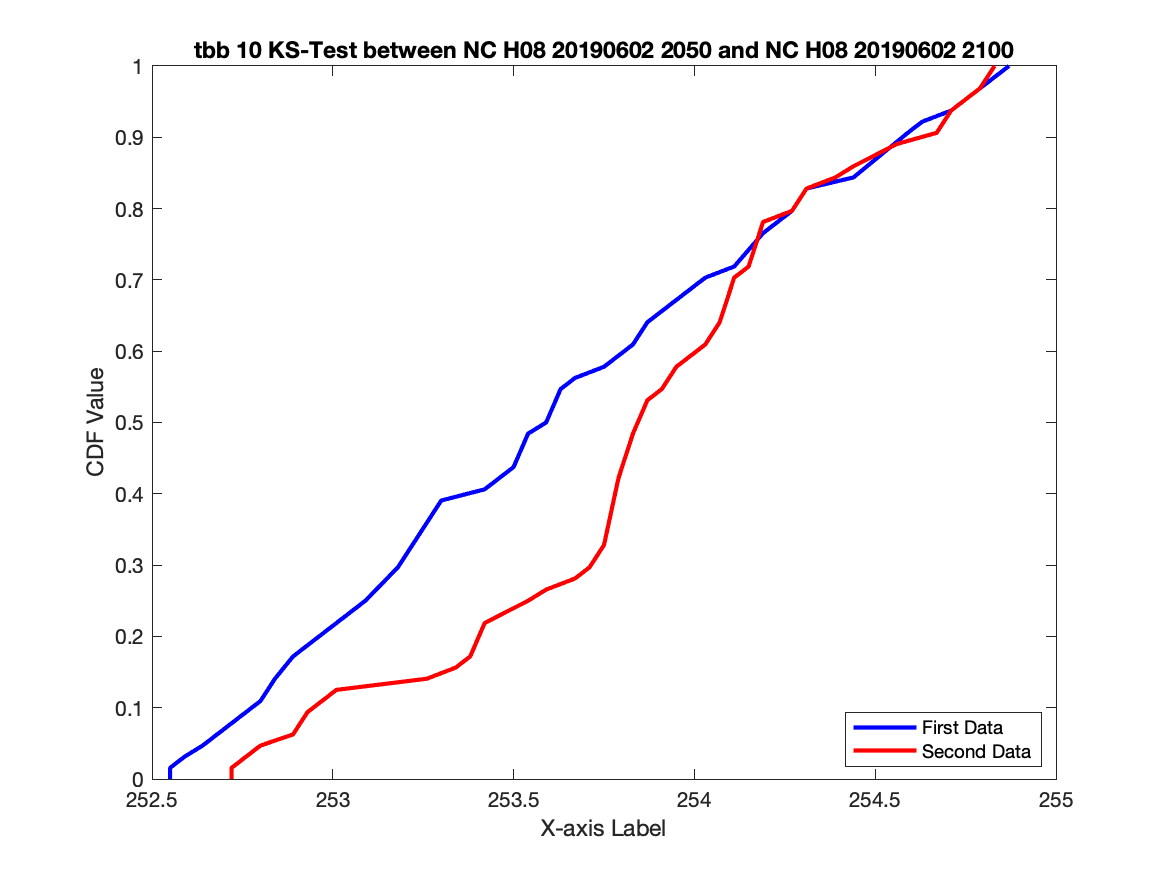 tbb 10 KS-Test between NC H08 20190602 2050 and NC H08 20190602 2100
1
0.9
0.8
0.7
0.6
0.5
0.4
0.3
0.2
0.1
0
CDF Value
First Data
Second Data
252.5 253 253.5 254 254.5 255
X-axis Label